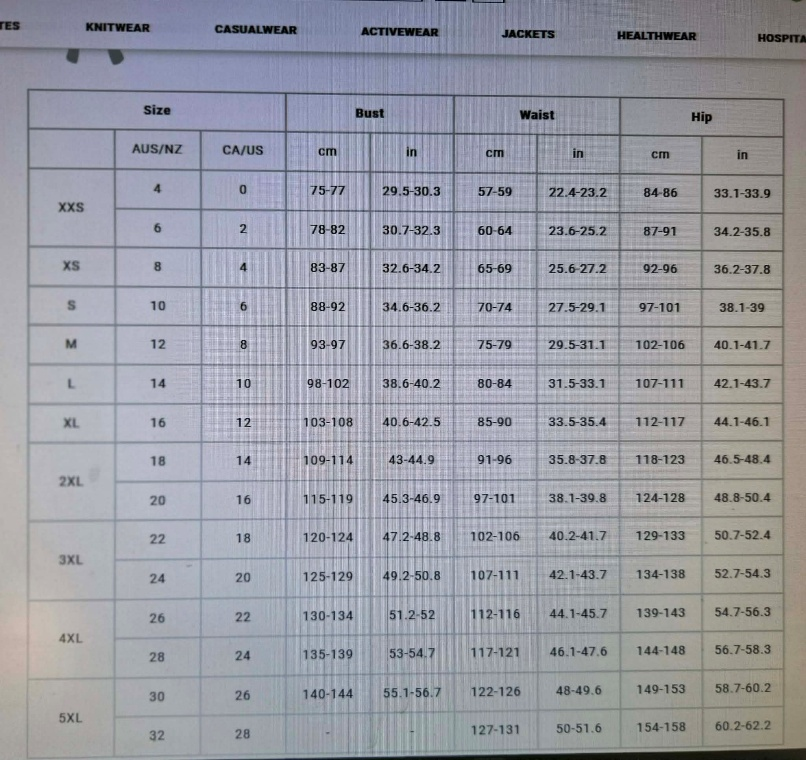 TES KNITWEAR CASUALWEAR ACTIVEWEAR JACKETS HEALTHWEAR HOSPITA
Size Bust Waist Hip
AUS/NZ CA/US cm in cm in cm in
XXS 4 0 75-77 29.5-30.3 57-59 22.4-23.2 84-86 33.1-33.9
6 2 78-82 30.7-32.3 60-64 23.6-25.2 87-91 34.2-35.8
XS 8 4 83-87 32.6-34.2 65-69 25.6-27.2 92-96 36.2-37.8
S 10 6 88-92 34.6-36.2 70-74 27.5-29.1 97-101 38.1-39
M 12 8 93-97 36.6-38.2 75-79 29.5-31.1 102-106 40.1-41.7
L 14 10 98-102 38.6-40.2 80-84 31.5-33.1 107-111 42.1-43.7
XL 16 12 103-108 40.6-42.5 85-90 33.5-35.4 112-117 44.1-46.1
2XL 18 14 109-114 43-44.9 91-96 35.8-37.8 118-123 46.5-48.4
20 16 115-119 45.3-46.9 97-101 38.1-39.8 124-128 48.8-50.4
3XL 22 18 120-124 47.2-48.8 102-106 40.2-41.7 129-133 50.7-52.4
24 20 125-129 49.2-50.8 107-111 42.1-43.7 134-138 52.7-54.3
4XL 26 22 130-134 51.2-52 112-116 44.1-45.7 139-143 54.7-56.3
28 24 135-139 53-54.7 117-121 46.1-47.6 144-148 56.7-58.3
5XL 30 26 140-144 55.1-56.7 122-126 48-49.6 149-153 58.7-60.2
32 28 - - 127-131 50-51.6 154-158 60.2-62.2